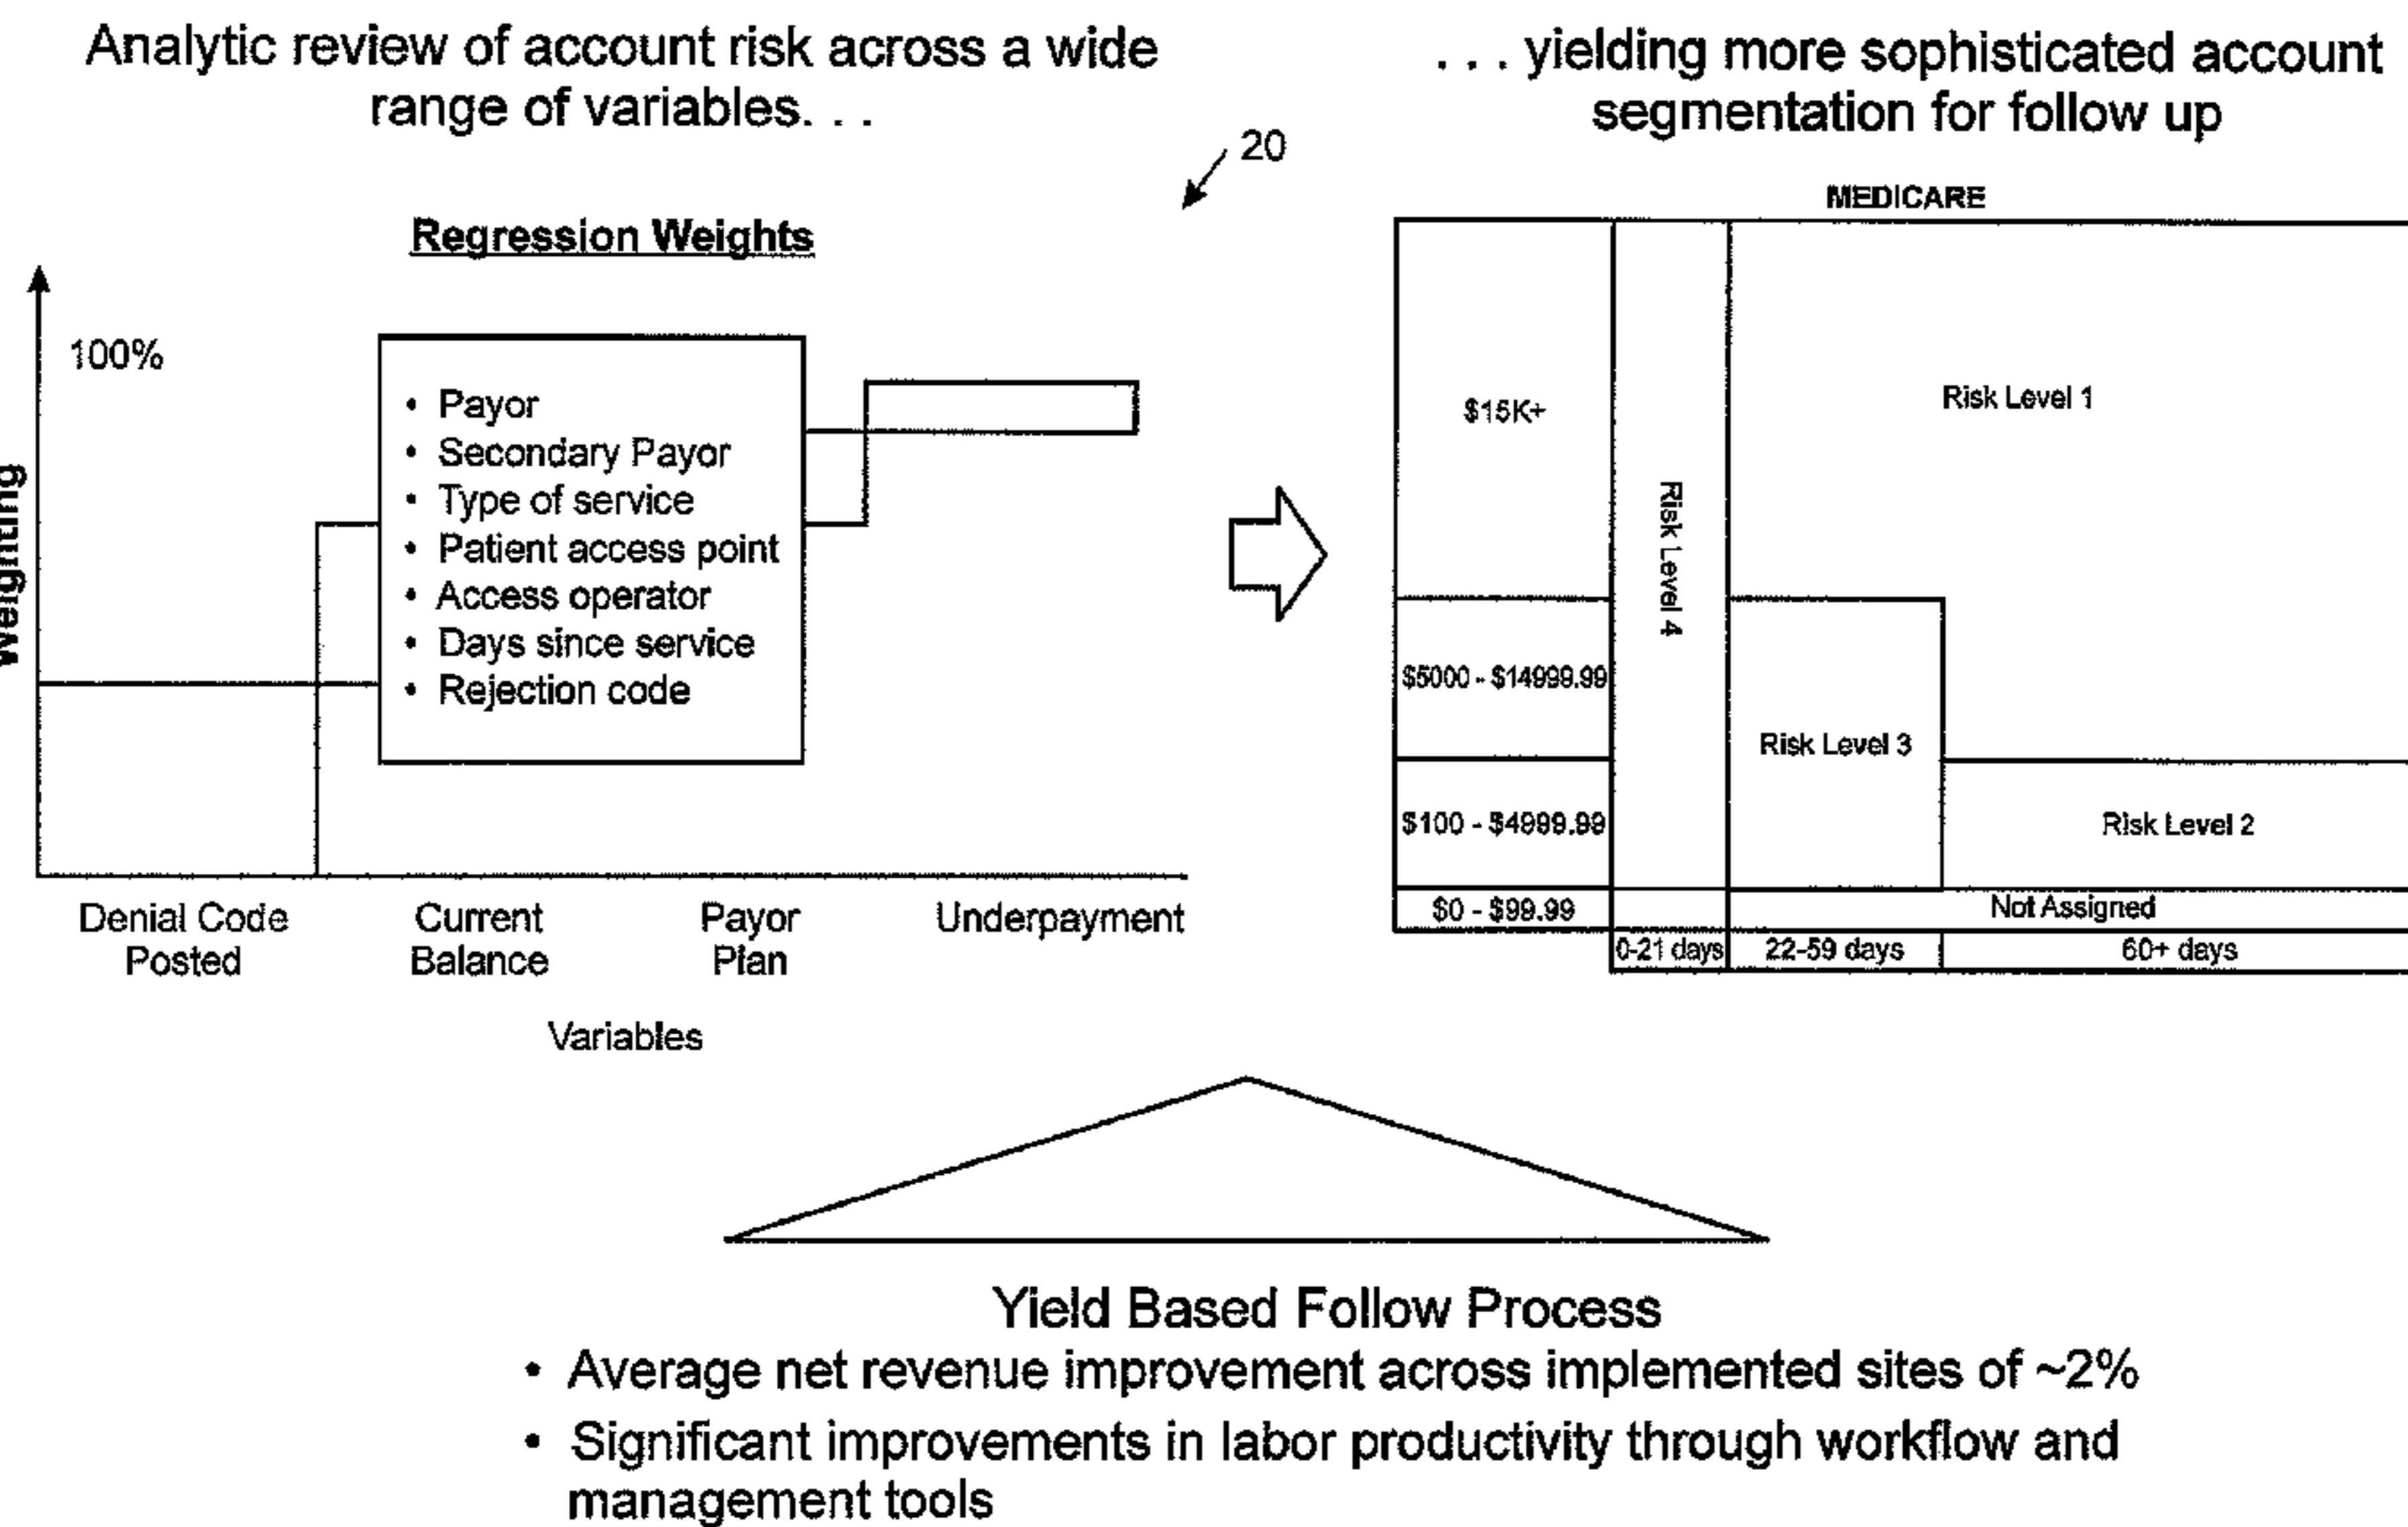 Analytic review of account risk across a wide
range of variables. . .
. . . yielding more sophisticated account
segmentation for follow up
20
Regression Weights
100%
Weighting
• Payor
• Secondary Payor
• Type of service
• Patient access point
• Access operator
• Days since service
• Rejection code
Denial Code
Posted
Current
Balance
Payor
Plan
Underpayment
Variables
MEDICARE
$15K+
$5000 - $14999.99
$100 - $4999.99
$0 - $99.99
Risk Level 4
Risk Level 1
Risk Level 3
Risk Level 2
Not Assigned
0-21 days
22-59 days
60+ days
Yield Based Follow Process
• Average net revenue improvement across implemented sites of ~2%
• Significant improvements in labor productivity through workflow and
management tools